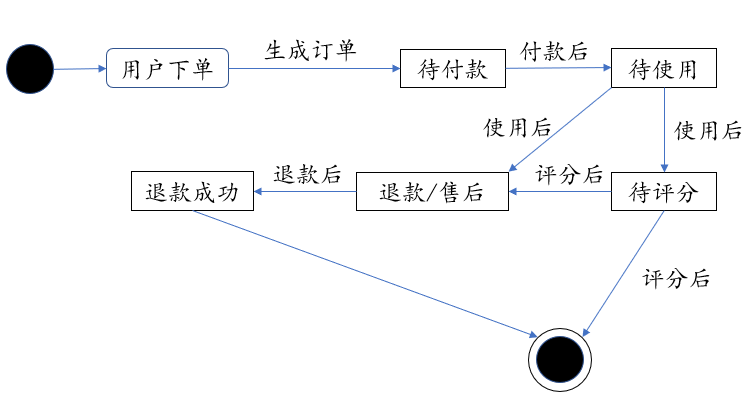 生成订单
付款后
用户下单
待付款
待使用
使用后
使用后
退款后
评分后
退款成功
退款/售后
待评分
评分后